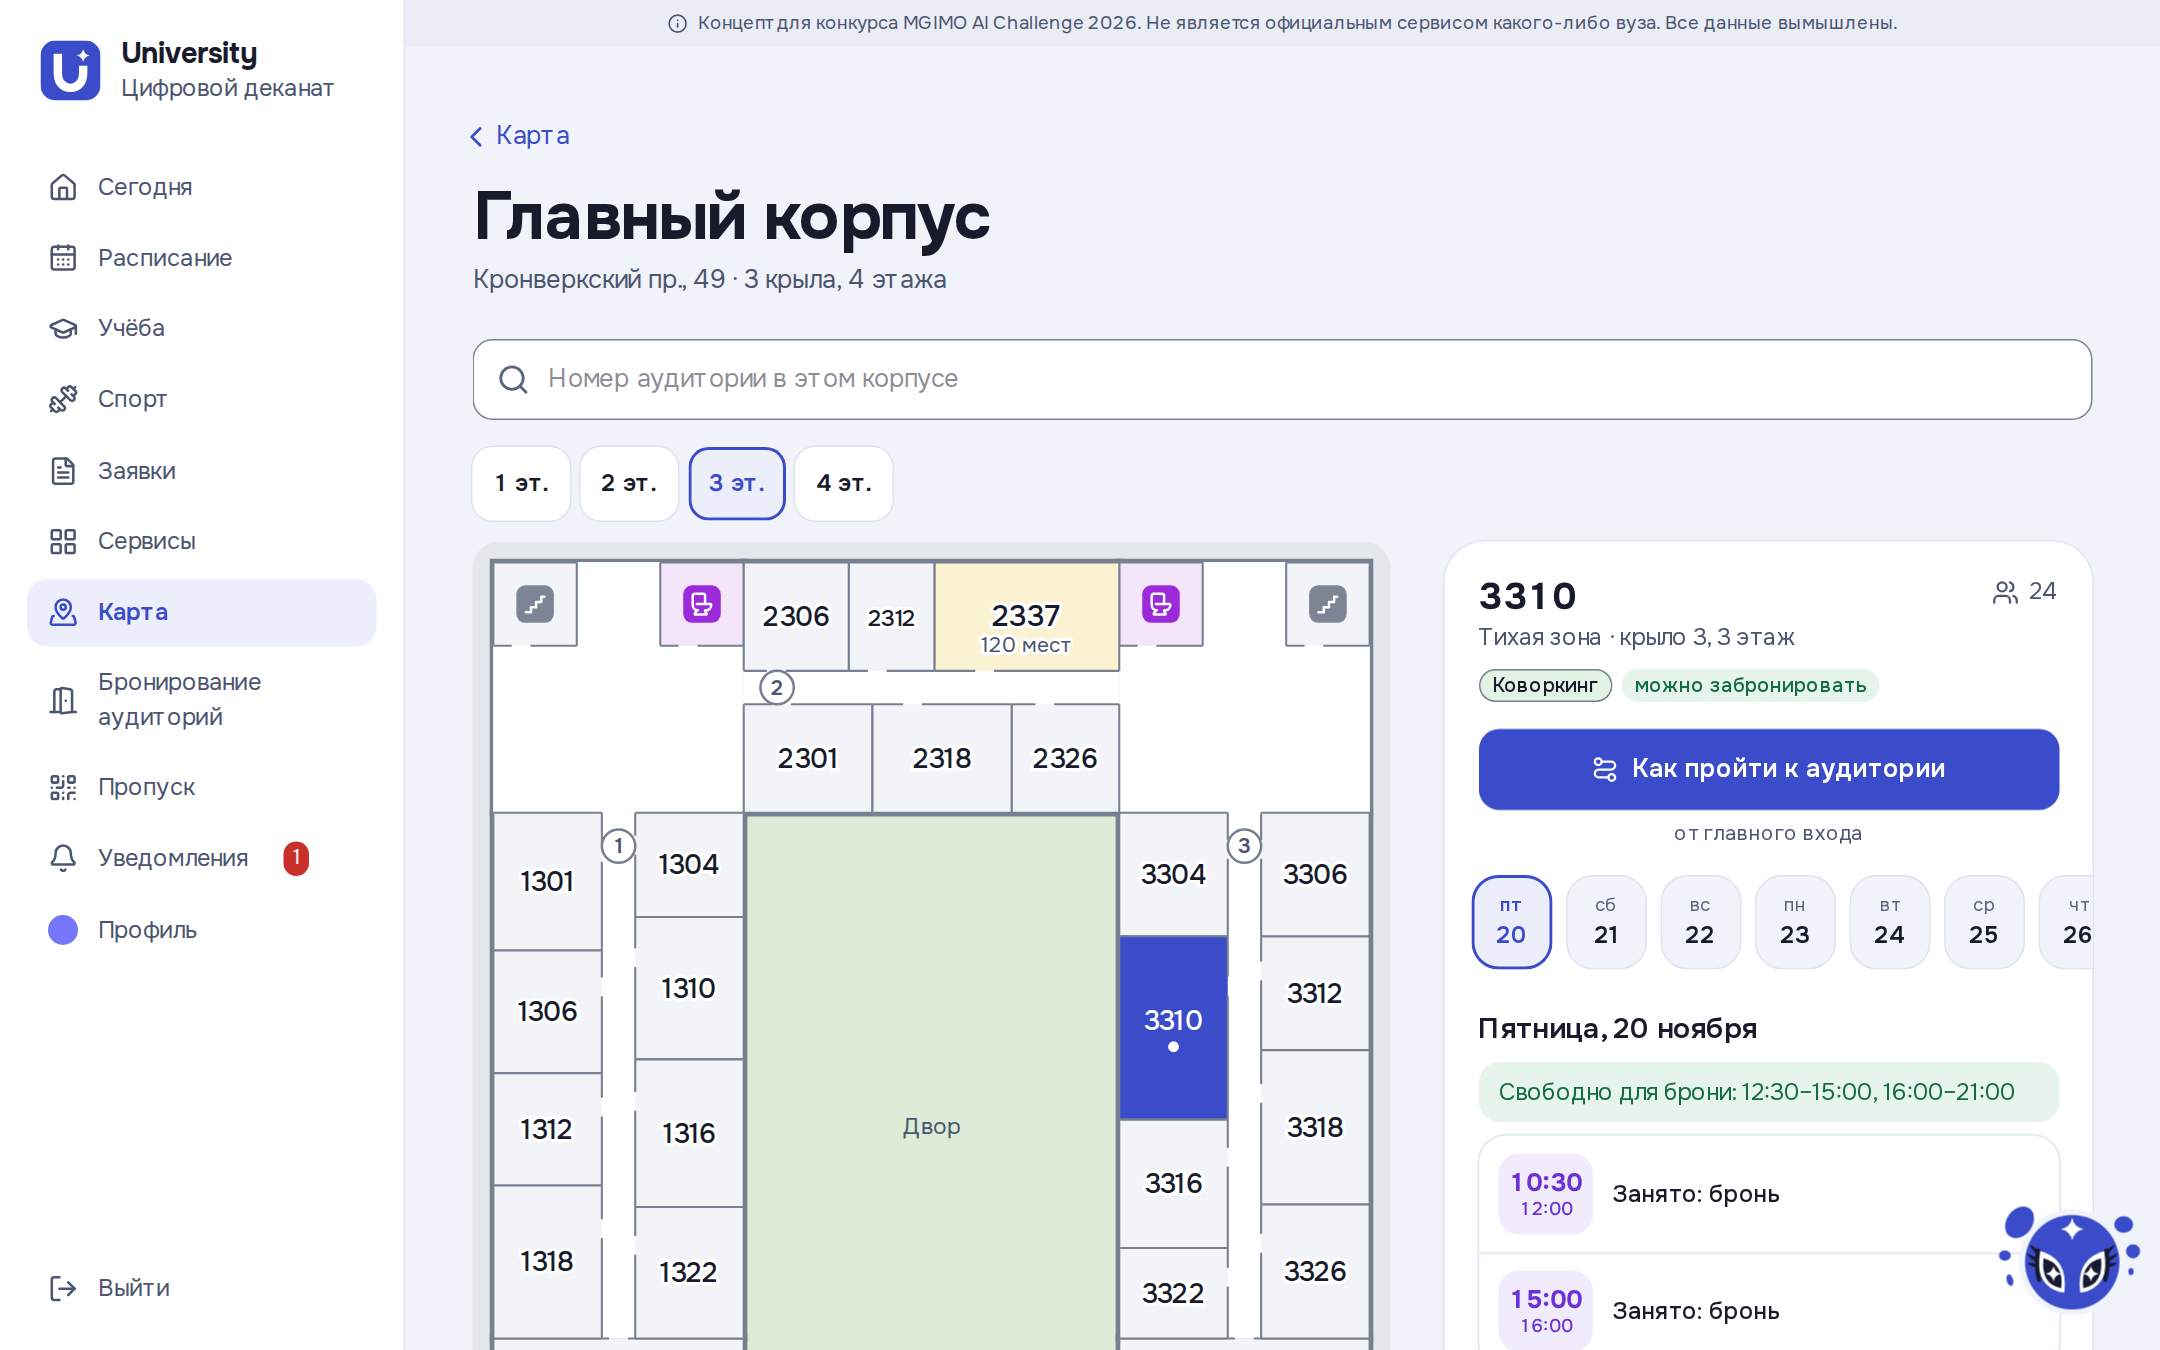 Концепт для конкурса MGIMO AI Challenge 2026. Не является официальным сервисом какого-либо вуза. Все данные вымышлены.
University
Цифровой деканат
Сегодня
Расписание
Учёба
Спорт
Заявки
Сервисы
Карта
Бронирование
аудиторий
Пропуск
Уведомления 1
Профиль
Выйти
Карта
Главный корпус
Кронверкский пр., 49 · 3 крыла, 4 этажа
Номер аудитории в этом корпусе
1 эт. 2 эт. 3 эт. 4 эт.
2306 2312 2337
120 мест
2
2301 2318 2326
1 3
1301 1304 3304 3306
1306 1310 3310 3312
1312 1316 Двор 3316 3318
1318 1322 3322 3326
3310 24
Тихая зона · крыло 3, 3 этаж
Коворкинг можно забронировать
Как пройти к аудитории
от главного входа
пт сб вс пн вт ср чт
20 21 22 23 24 25 26
Пятница, 20 ноября
Свободно для брони: 12:30–15:00, 16:00–21:00
10:30
12:00
Занято: бронь
15:00
16:00
Занято: бронь